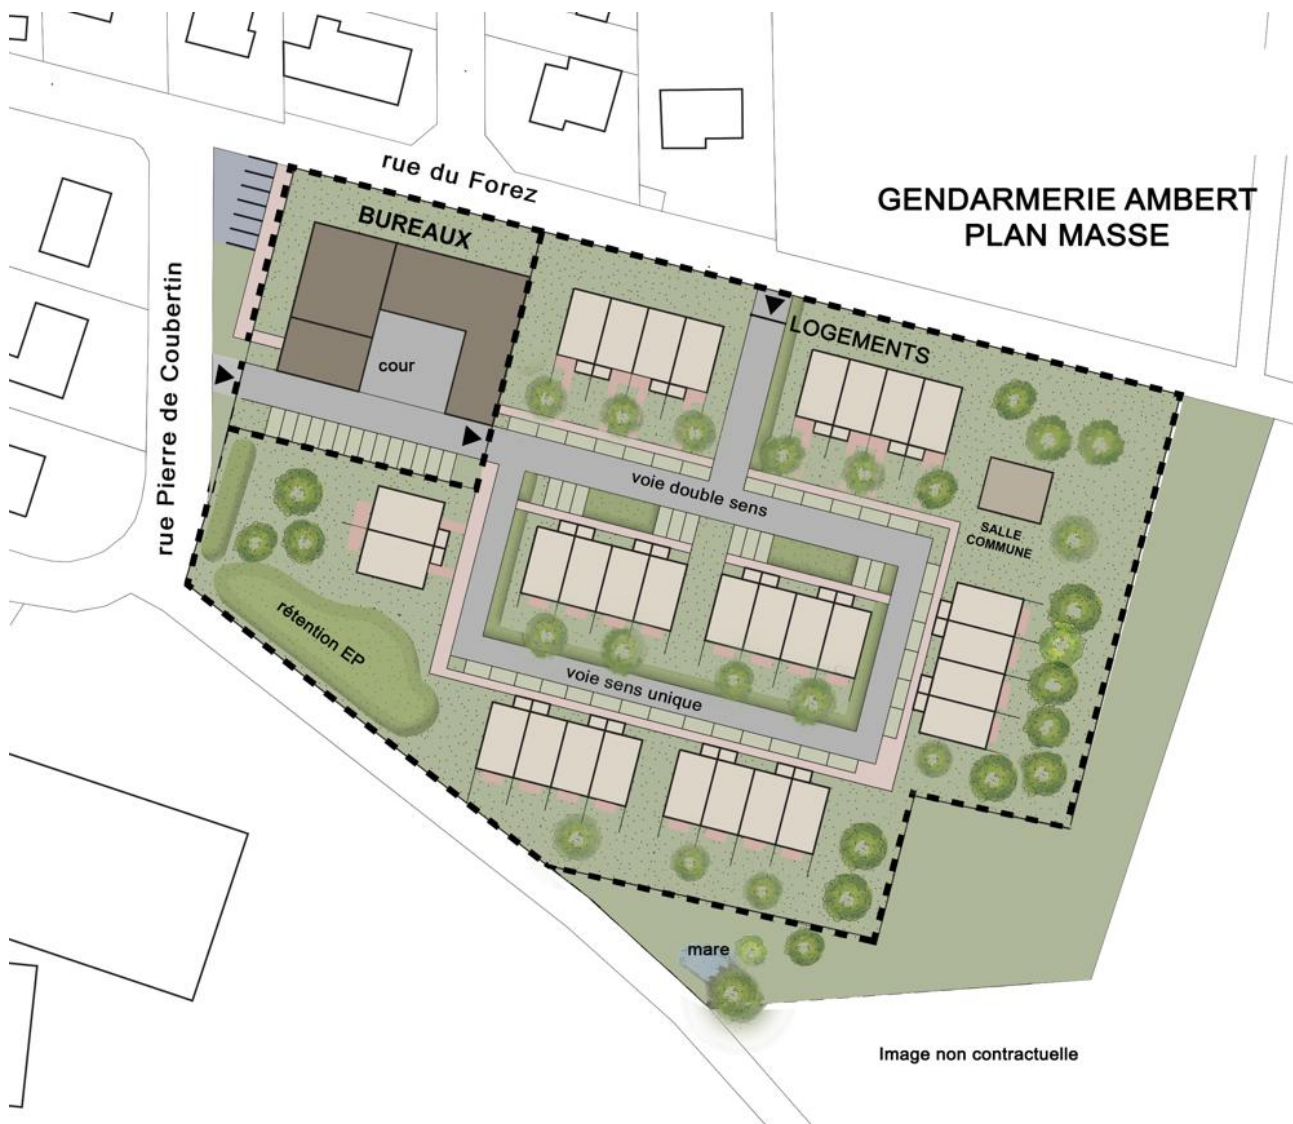 rue du Forez
GENDARMERIE AMBERT
PLAN MASSE
BUREAUX
rue Pierre de Coubertin
LOGEMENTS
cour
voie double sens
SALLE
COMMUNE
rétention EP
voie sens unique
mare
Image non contractuelle